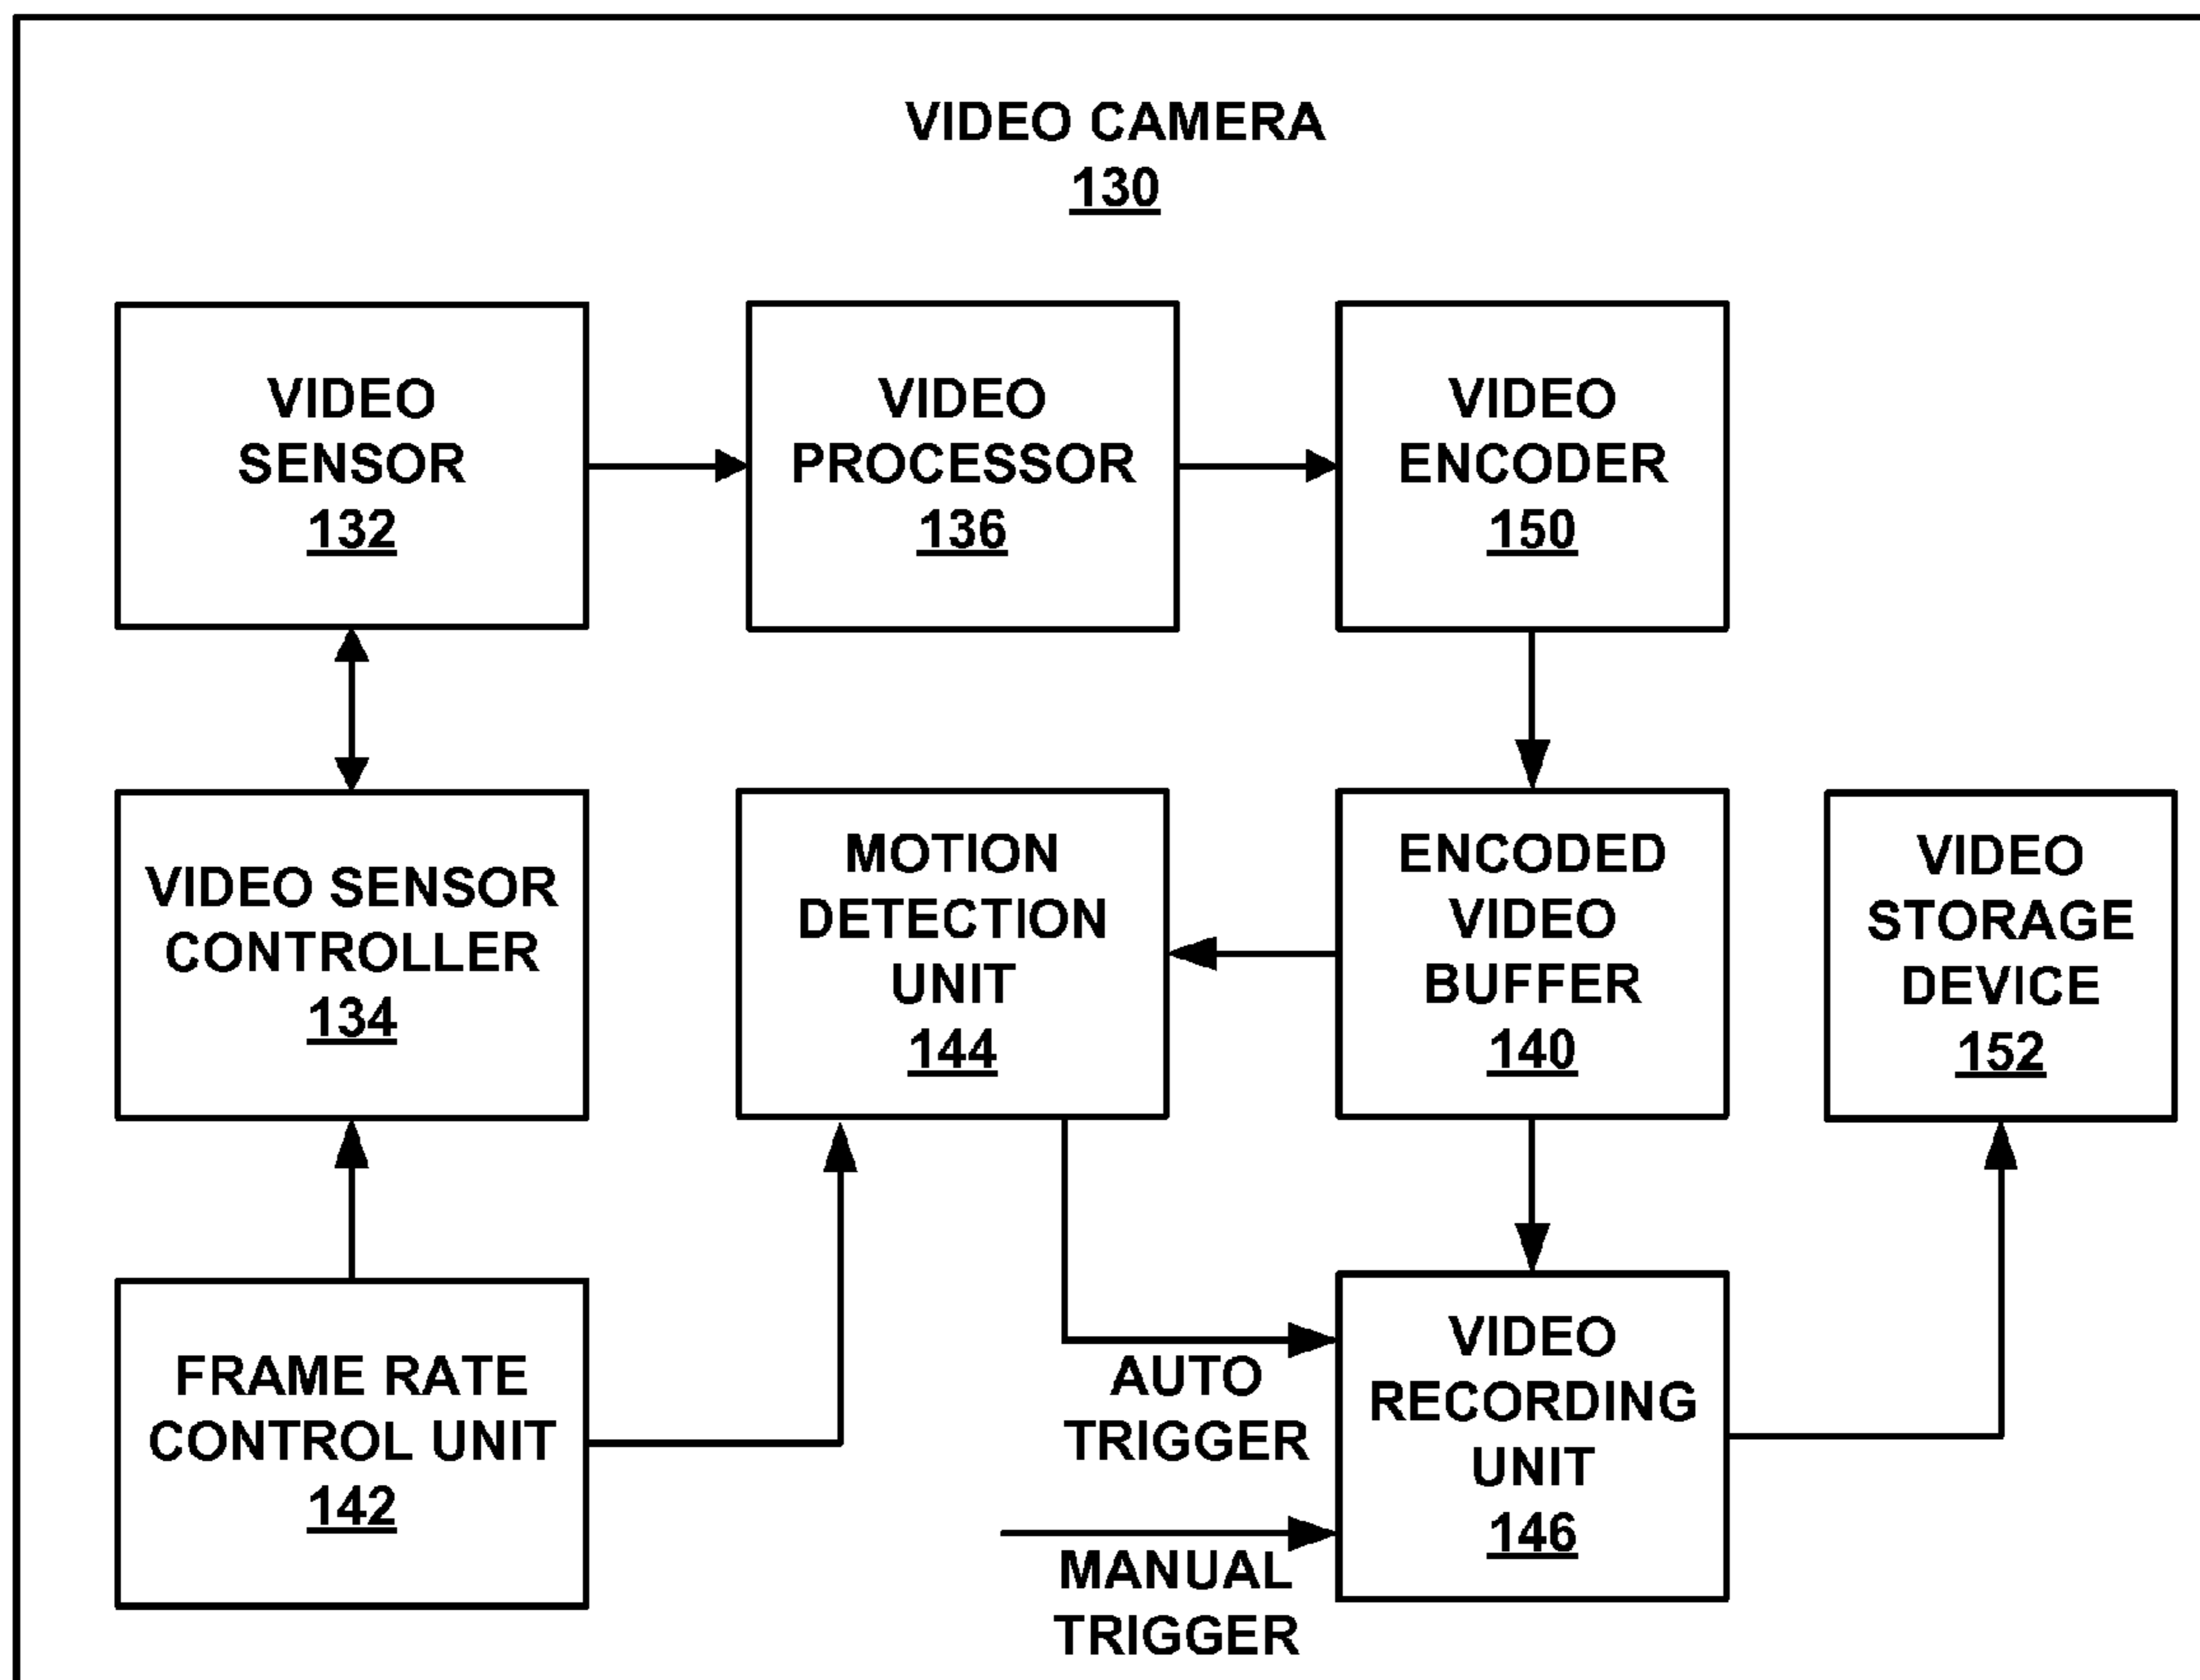 VIDEO CAMERA
130
VIDEO
SENSOR
132
VIDEO
PROCESSOR
136
VIDEO
ENCODER
150
VIDEO SENSOR
CONTROLLER
134
MOTION
DETECTION
UNIT
144
ENCODED
VIDEO
BUFFER
140
VIDEO
STORAGE
DEVICE
152
FRAME RATE
CONTROL UNIT
142
AUTO
TRIGGER
MANUAL
TRIGGER
VIDEO
RECORDING
UNIT
146